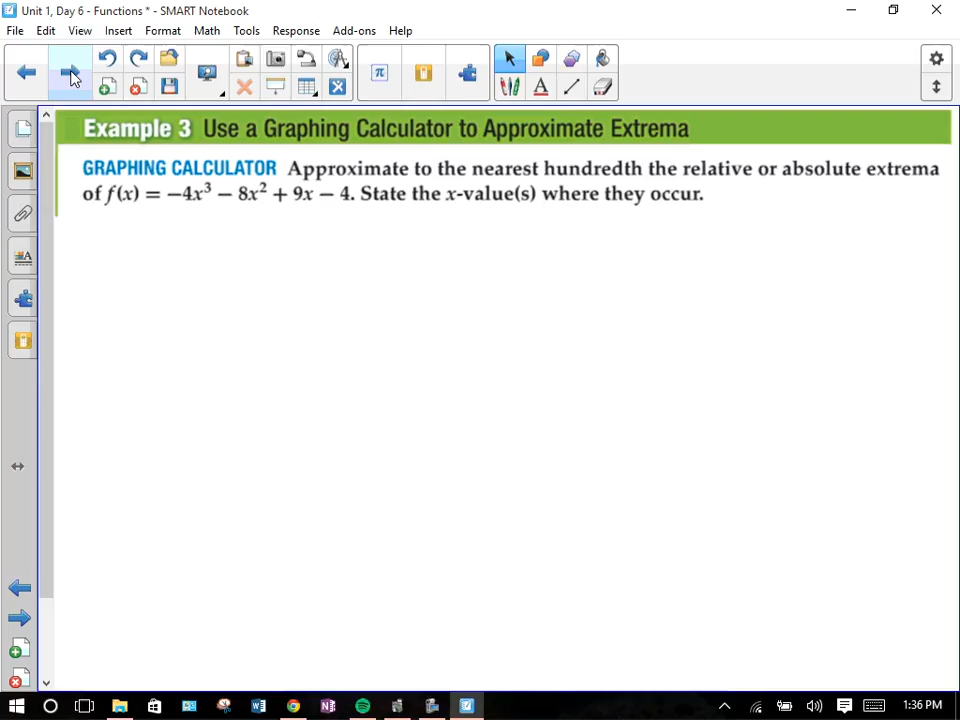 Unit 1, Day 6 - Functions * - SMART Notebook
File Edit View Insert Format Math Tools Response Add-ons Help
Example 3 Use a Graphing Calculator to Approximate Extrema
GRAPHING CALCULATOR Approximate to the nearest hundredth the relative or absolute extrema
of f(x) = −4x³ − 8x² + 9x − 4. State the x-value(s) where they occur.
1:36 PM